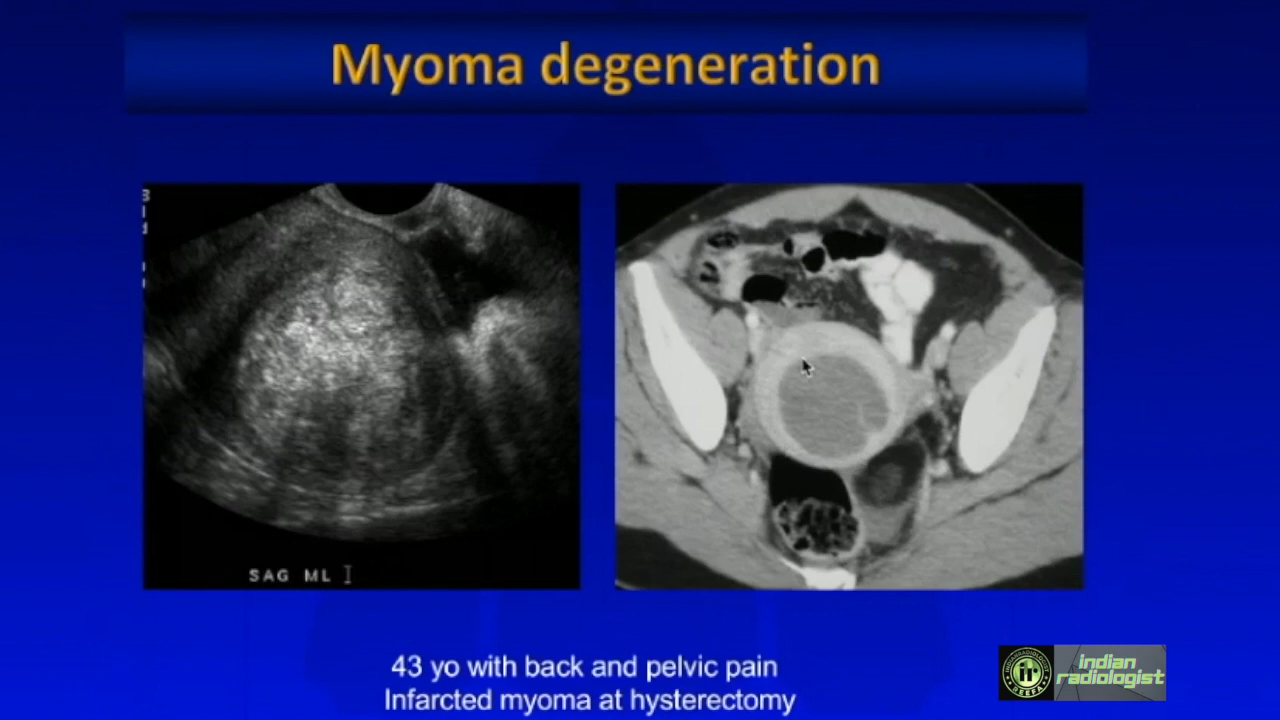 Myoma degeneration
SAG ML
43 yo with back and pelvic pain
Infarcted myoma at hysterectomy
indian
radiologist